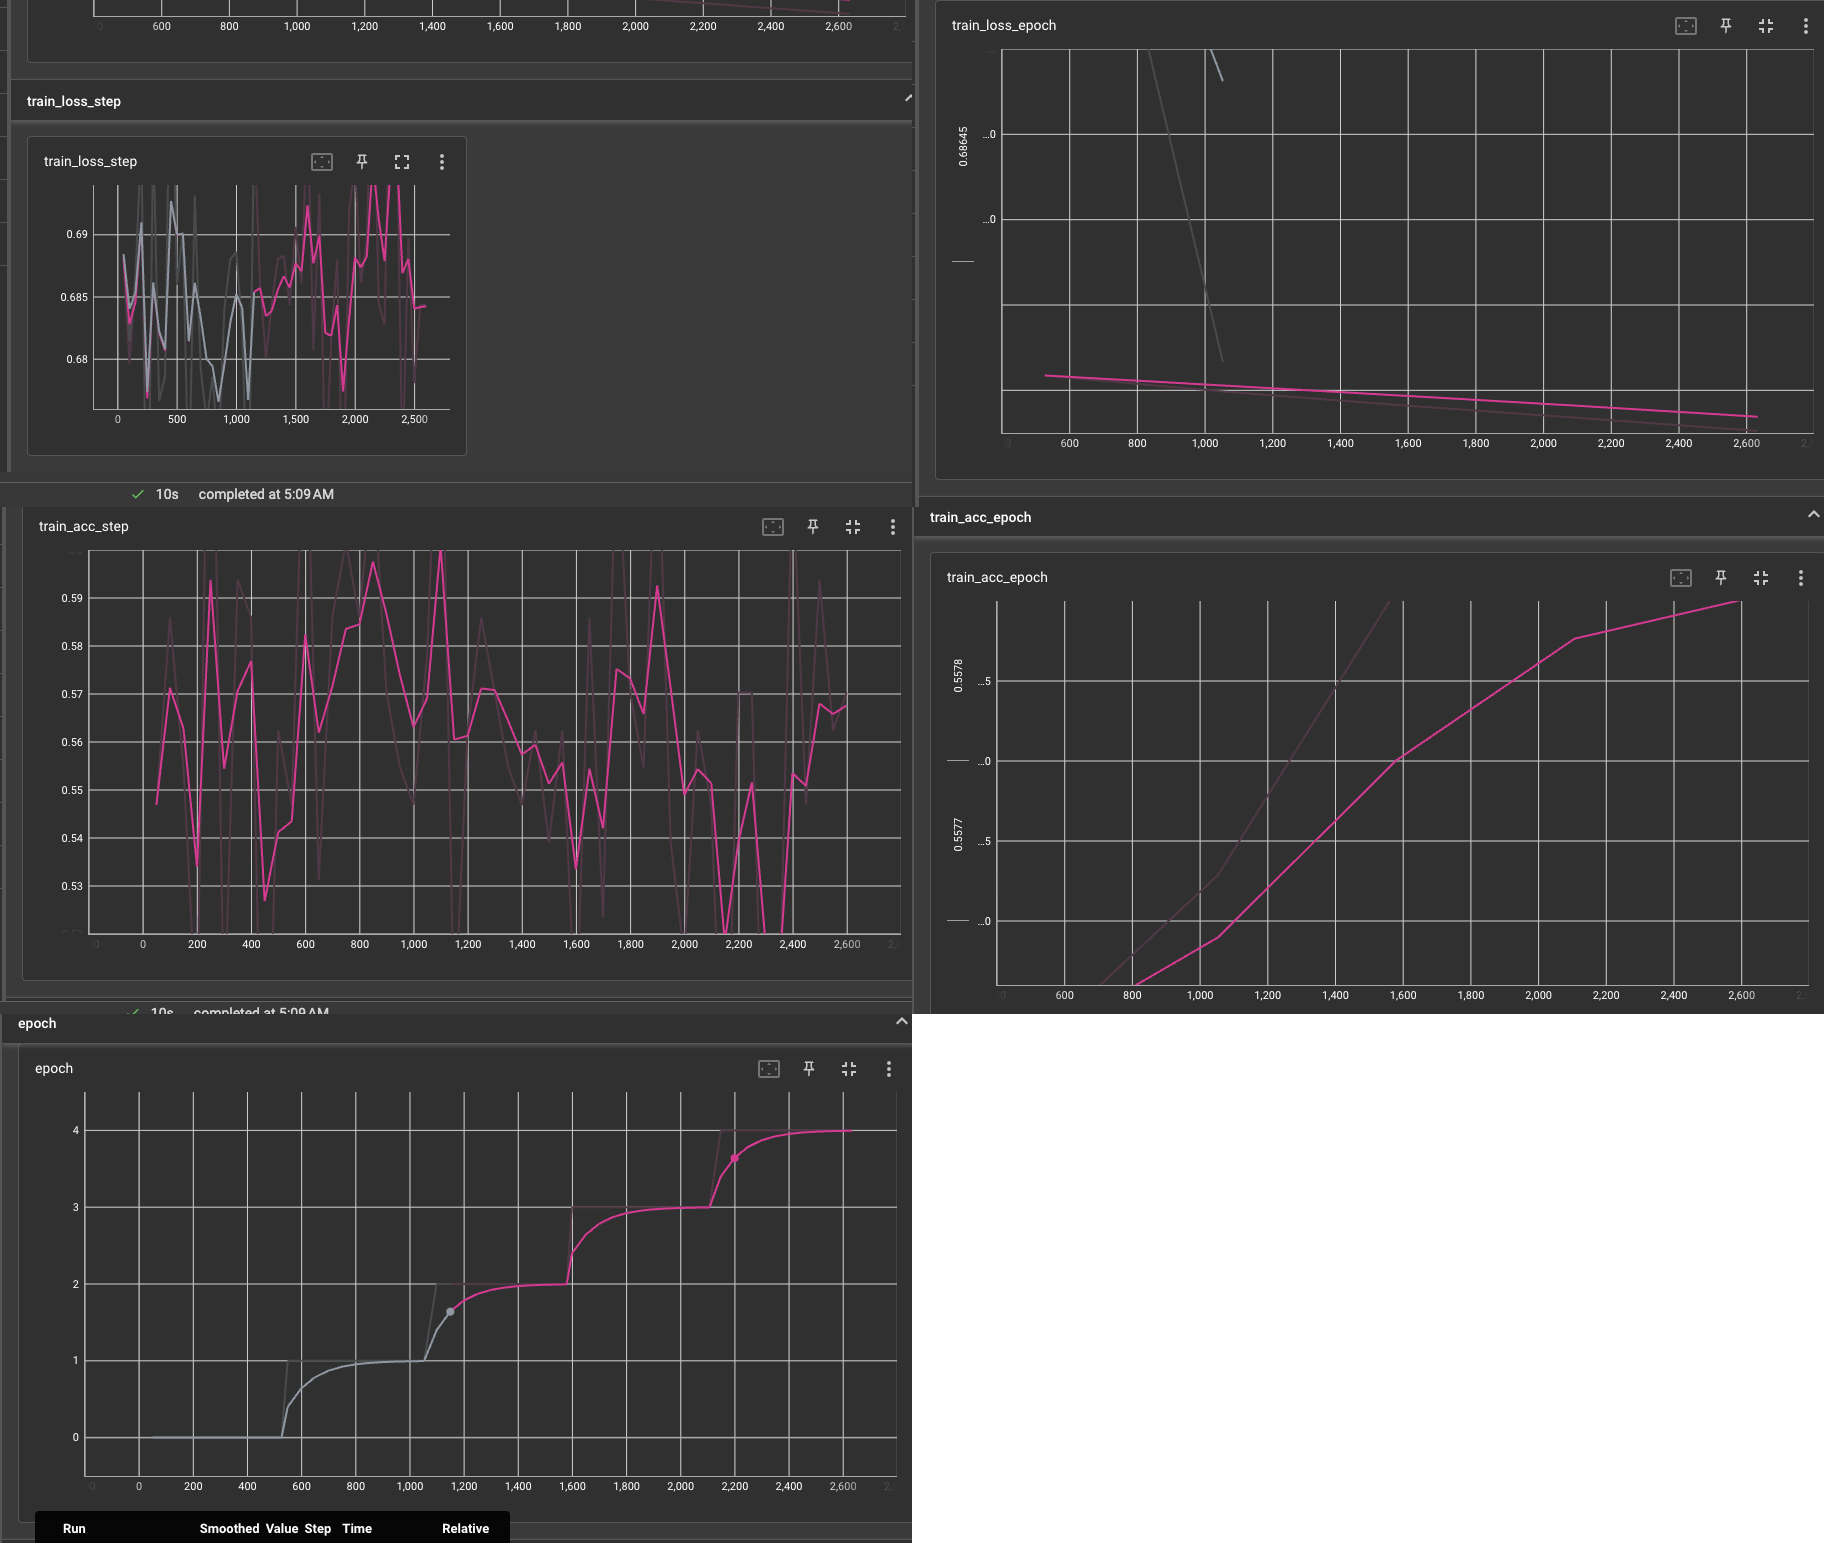 600 800 1,000 1,200 1,400 1,600 1,800 2,000 2,200 2,400 2,600
train_loss_step
train_loss_step
0.69
0.685
0.68
0 500 1,000 1,500 2,000 2,500
10s completed at 5:09 AM
train_loss_epoch
0.68645
...0
...0
600 800 1,000 1,200 1,400 1,600 1,800 2,000 2,200 2,400 2,600
train_acc_step
0.59
0.58
0.57
0.56
0.55
0.54
0.53
0 200 400 600 800 1,000 1,200 1,400 1,600 1,800 2,000 2,200 2,400 2,600
10s completed at 5:09 AM
train_acc_epoch
train_acc_epoch
0.5578
...5
...0
0.5577
...5
...0
600 800 1,000 1,200 1,400 1,600 1,800 2,000 2,200 2,400 2,600
epoch
epoch
4
3
2
1
0
0 200 400 600 800 1,000 1,200 1,400 1,600 1,800 2,000 2,200 2,400 2,600
Run Smoothed Value Step Time Relative